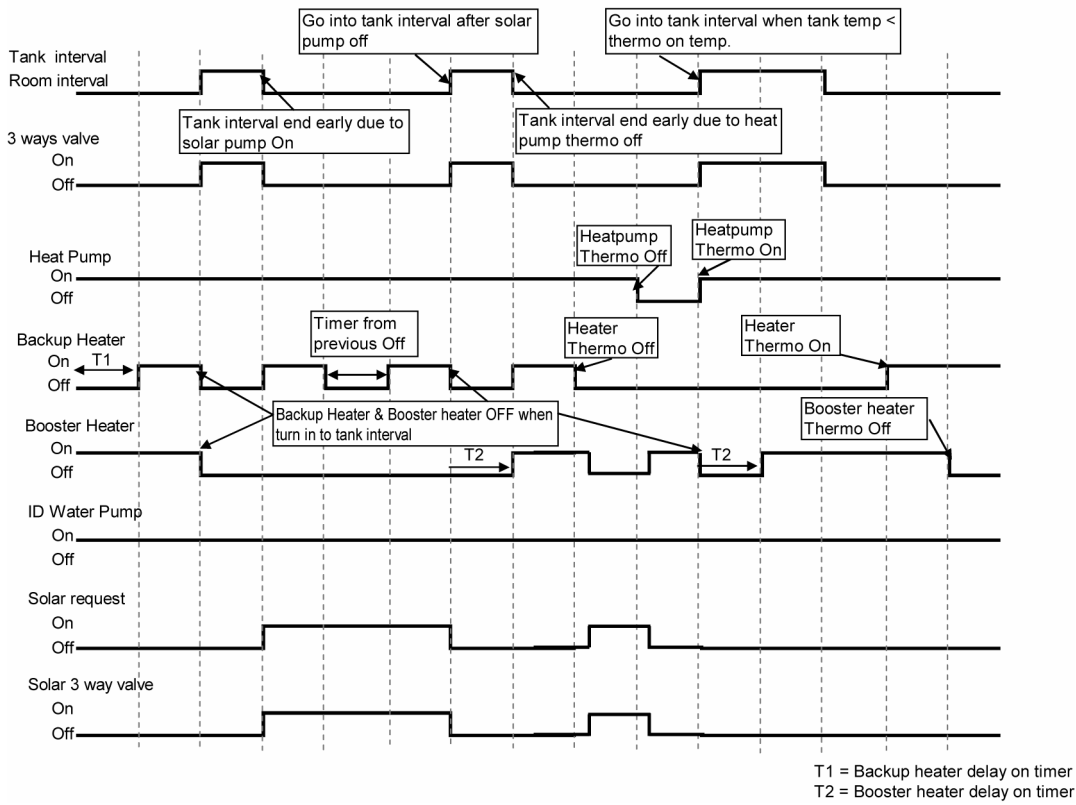 Go into tank interval after solar
pump off
Go into tank interval when tank temp <
thermo on temp.
Tank interval
Room interval
Tank interval end early due to
solar pump On
Tank interval end early due to heat
pump thermo off
3 ways valve
On
Off
Heatpump
Thermo Off
Heatpump
Thermo On
Heat Pump
On
Off
Timer from
previous Off
Heater
Thermo Off
Heater
Thermo On
Backup Heater
On
T1
Off
Backup Heater & Booster heater OFF when
turn in to tank interval
Booster heater
Thermo Off
Booster Heater
On
Off
T2
T2
ID Water Pump
On
Off
Solar request
On
Off
Solar 3 way valve
On
Off
T1 = Backup heater delay on timer
T2 = Booster heater delay on timer